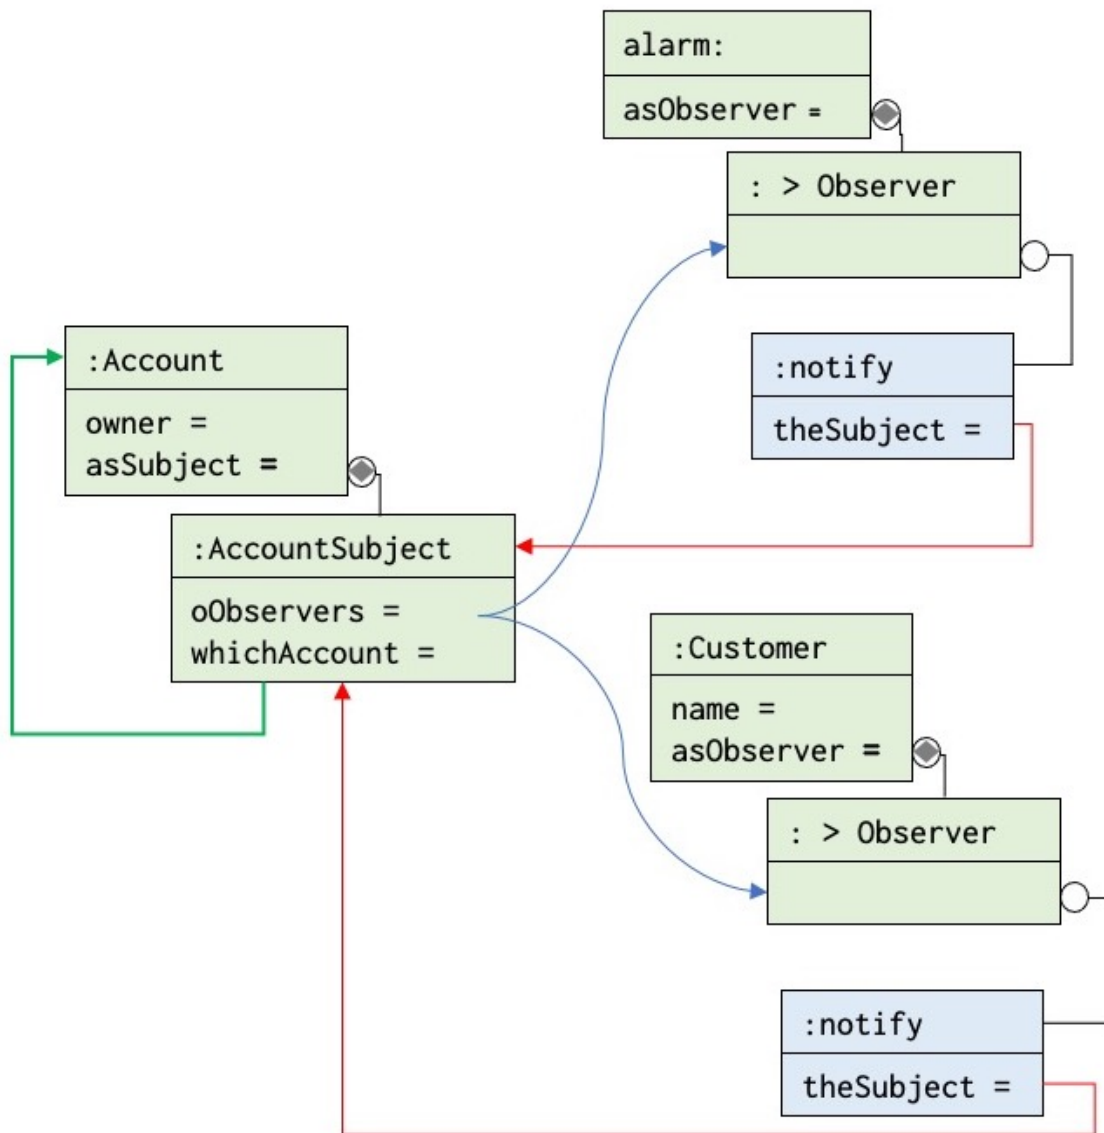 alarm:
asObserver =
: > Observer
:notify
theSubject =
:Account
owner =
asSubject =
:AccountSubject
oObservers =
whichAccount =
:Customer
name =
asObserver =
: > Observer
:notify
theSubject =